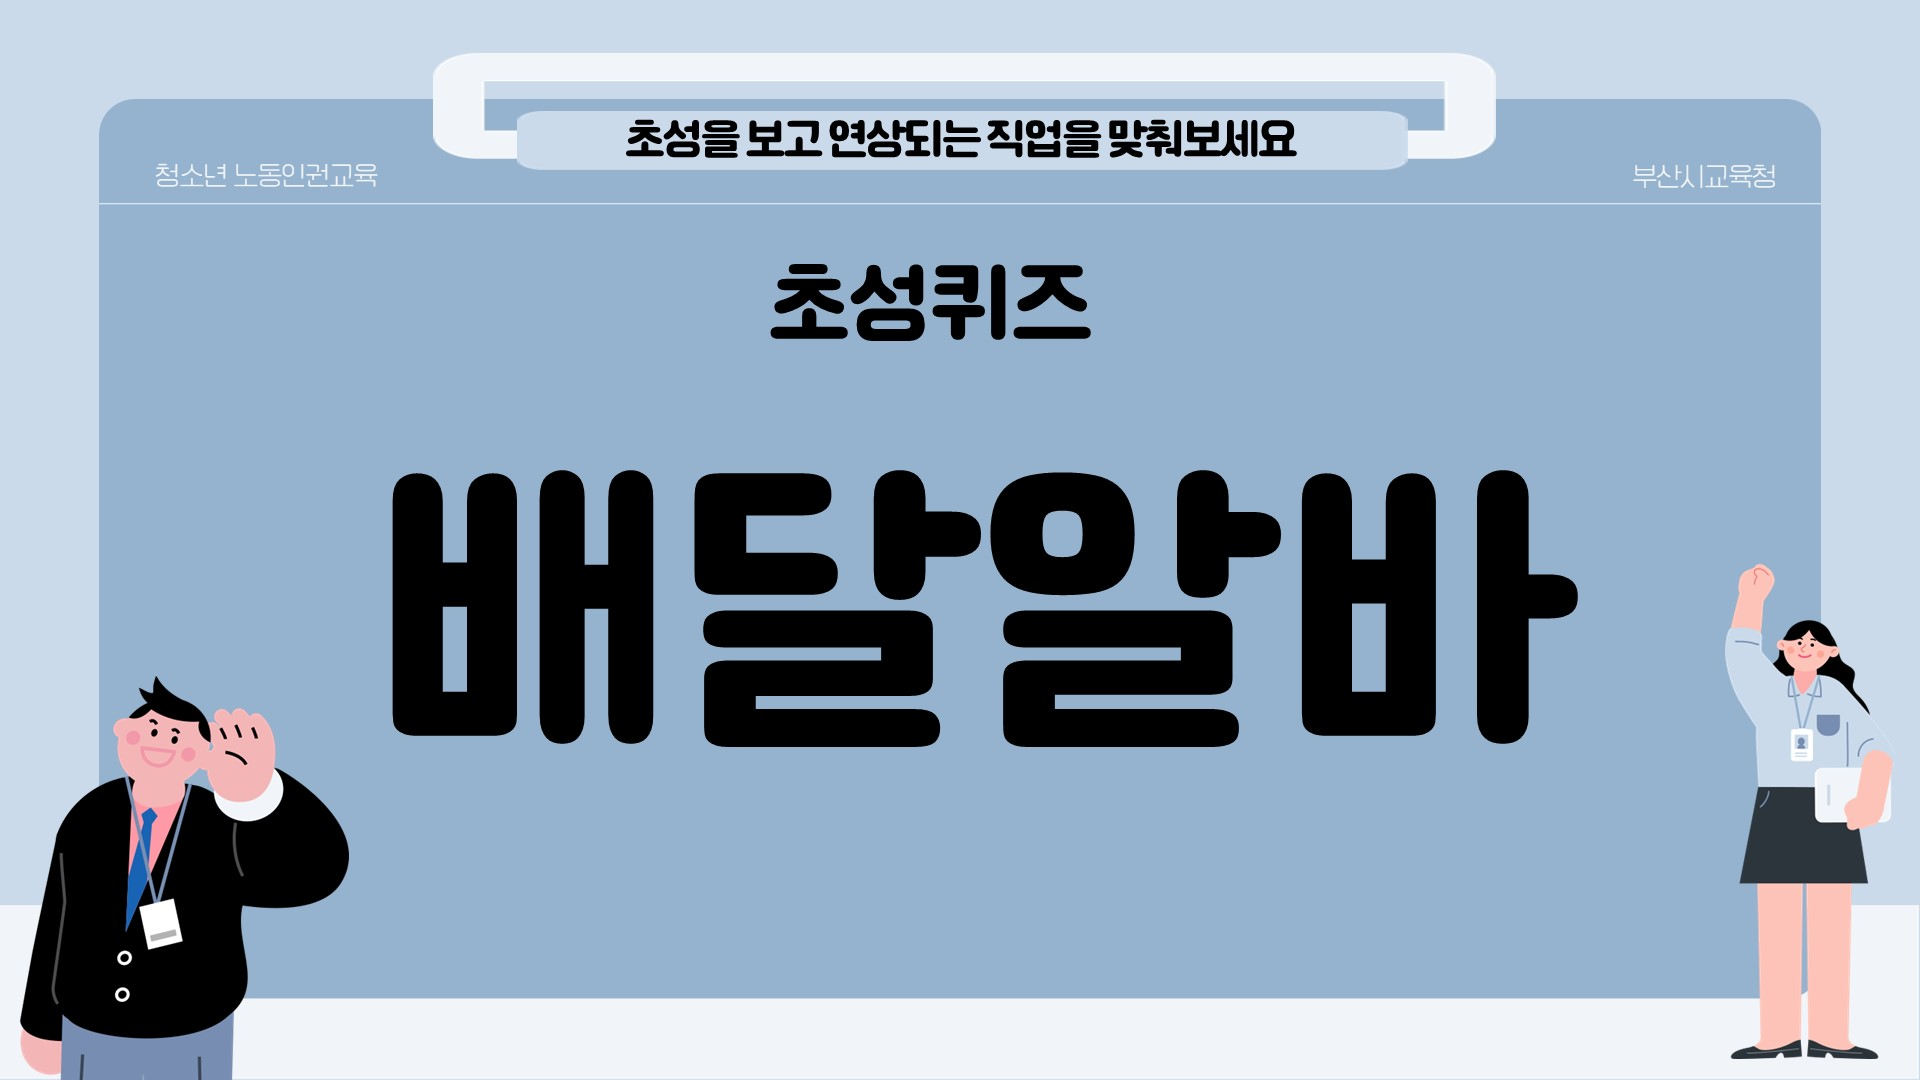 초성을 보고 연상되는 직업을 맞춰보세요
청소년 노동인권교육
부산시교육청
초성퀴즈
배달알바